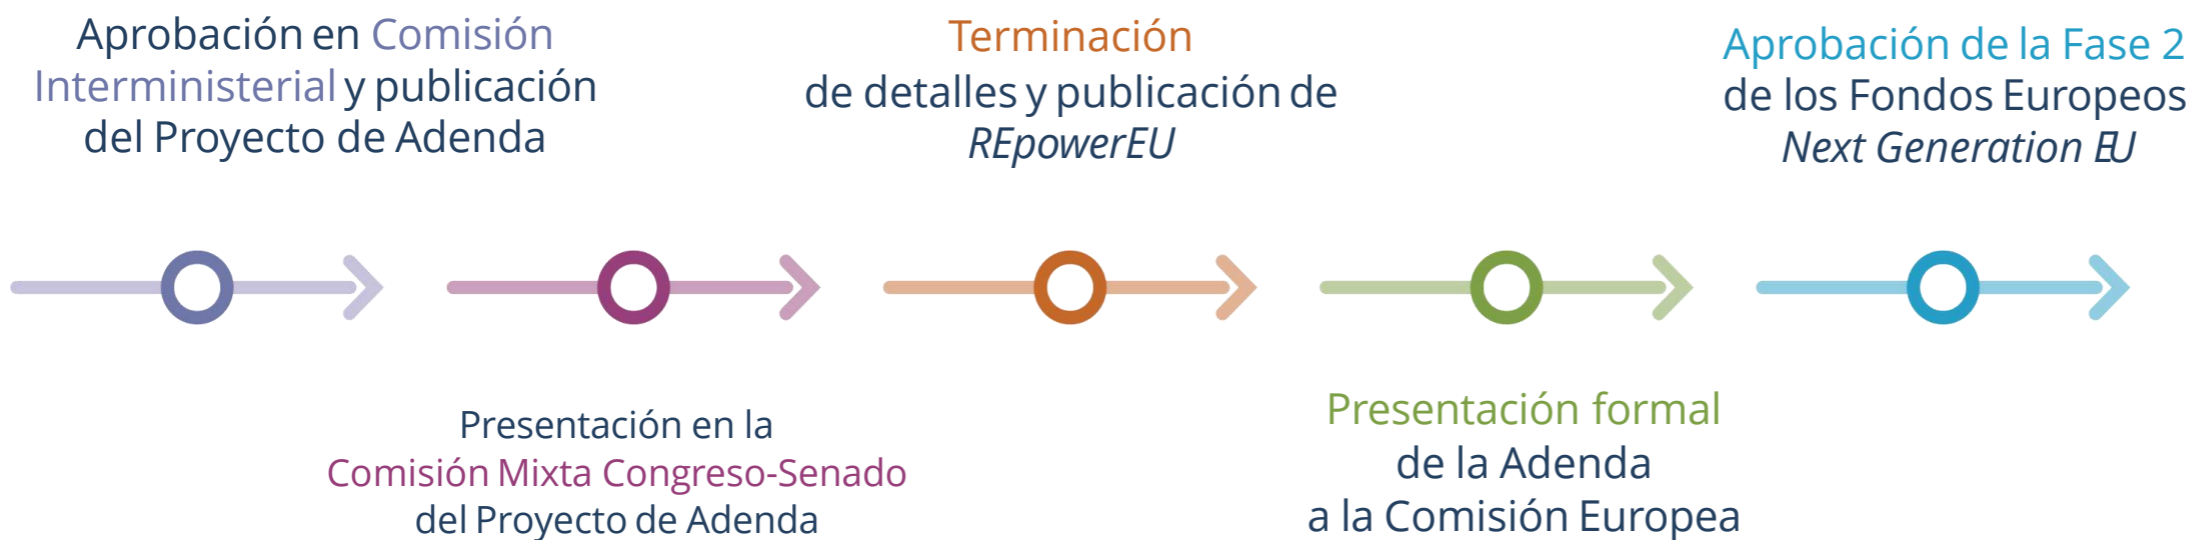 Aprobación en Comisión
Interministerial y publicación
del Proyecto de Adenda
Presentación en la
Comisión Mixta Congreso-Senado
del Proyecto de Adenda
Terminación
de detalles y publicación de
REpowerEU
Presentación formal
de la Adenda
a la Comisión Europea
Aprobación de la Fase 2
de los Fondos Europeos
Next Generation EU